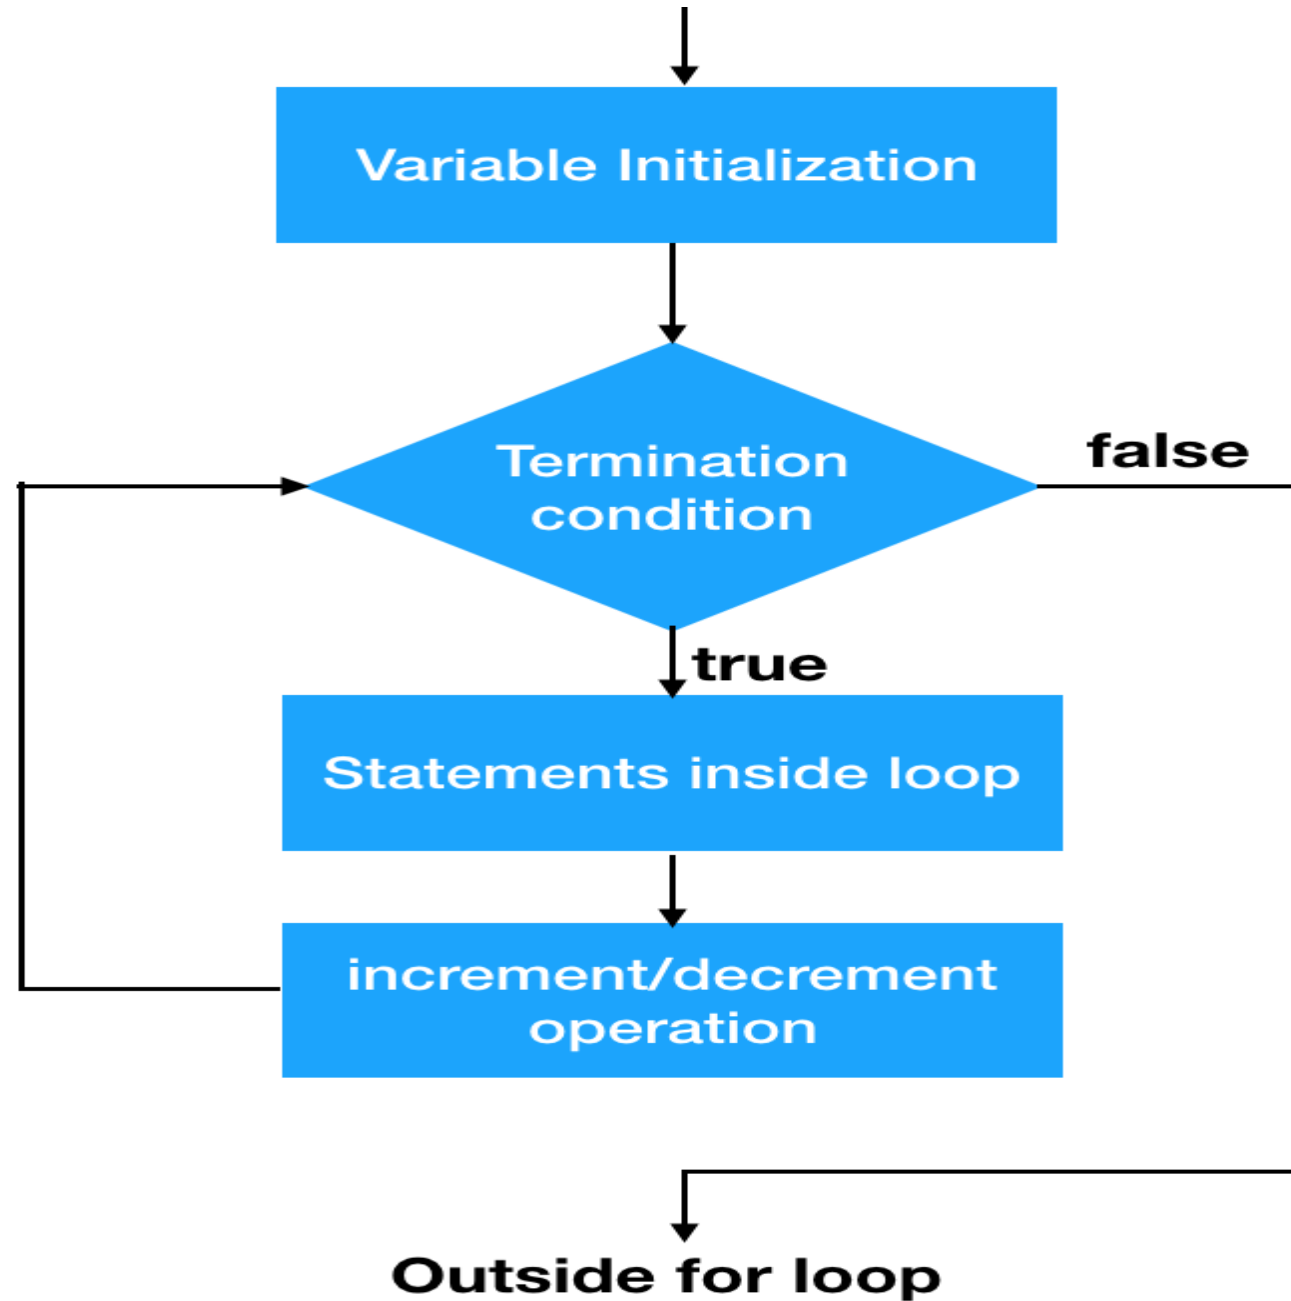 Variable Initialization
Termination
condition
false
true
Statements inside loop
increment/decrement
operation
Outside for loop